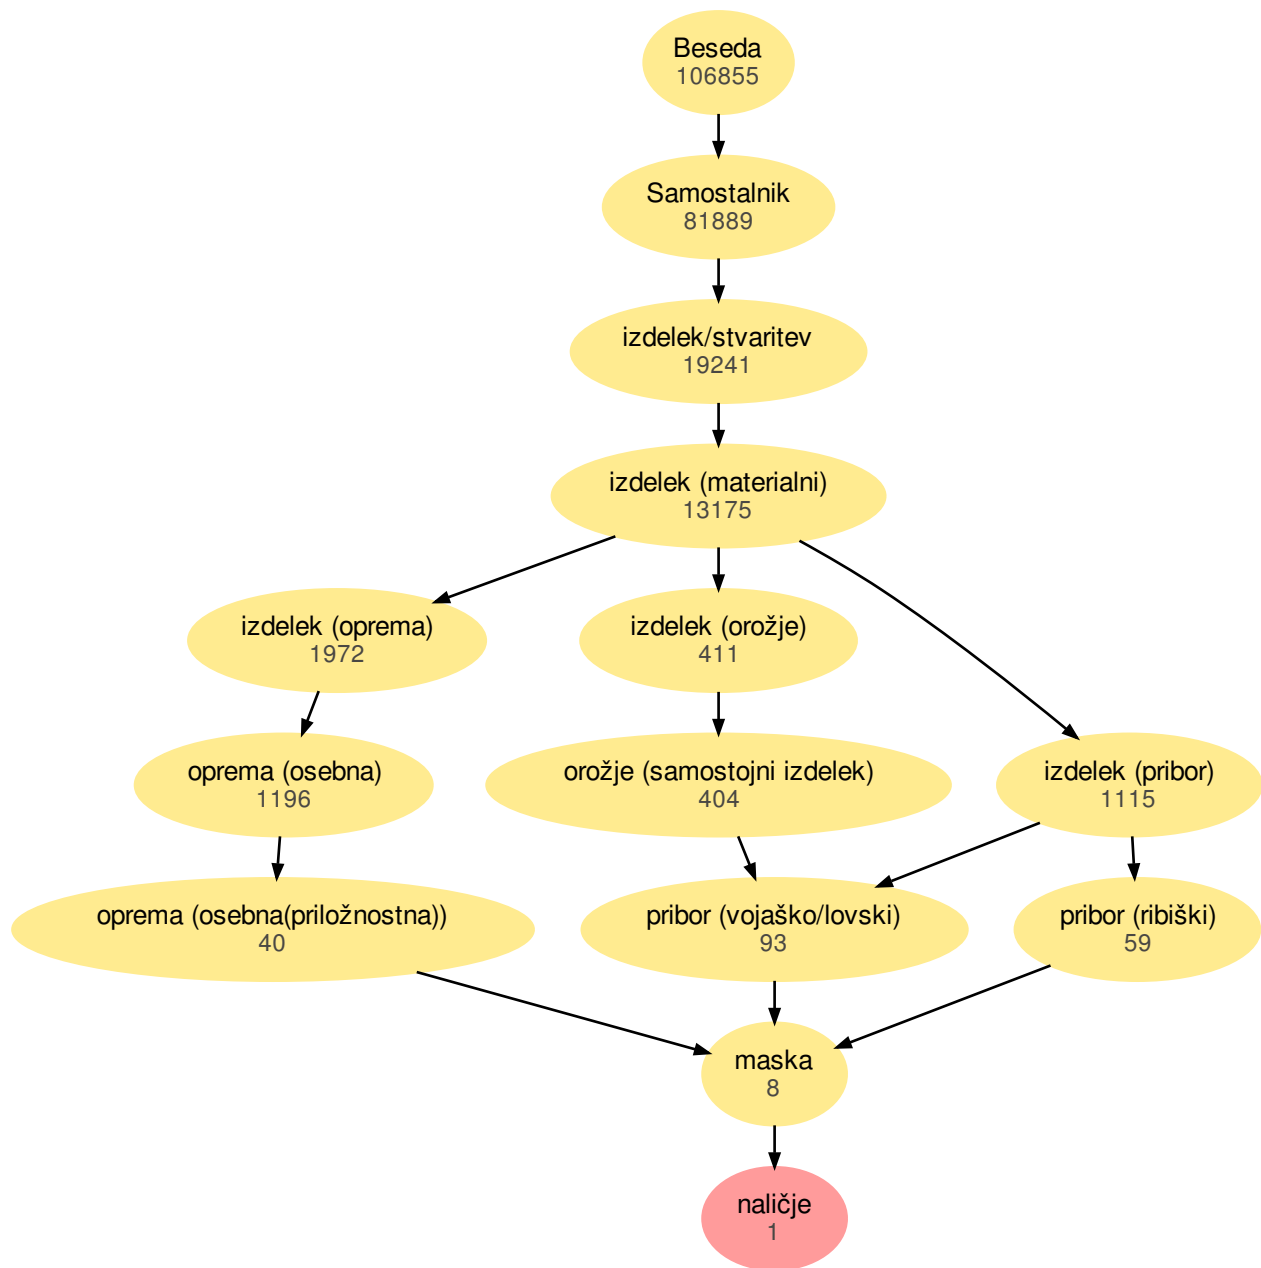 Beseda
106855
Samostalnik
81889
izdelek/stvaritev
19241
izdelek (materialni)
13175
izdelek (oprema)
1972
izdelek (orožje)
411
oprema (osebna)
1196
orožje (samostojni izdelek)
404
izdelek (pribor)
1115
oprema (osebna(priložnostna))
40
pribor (vojaško/lovski)
93
pribor (ribiški)
59
maska
8
naličje
1